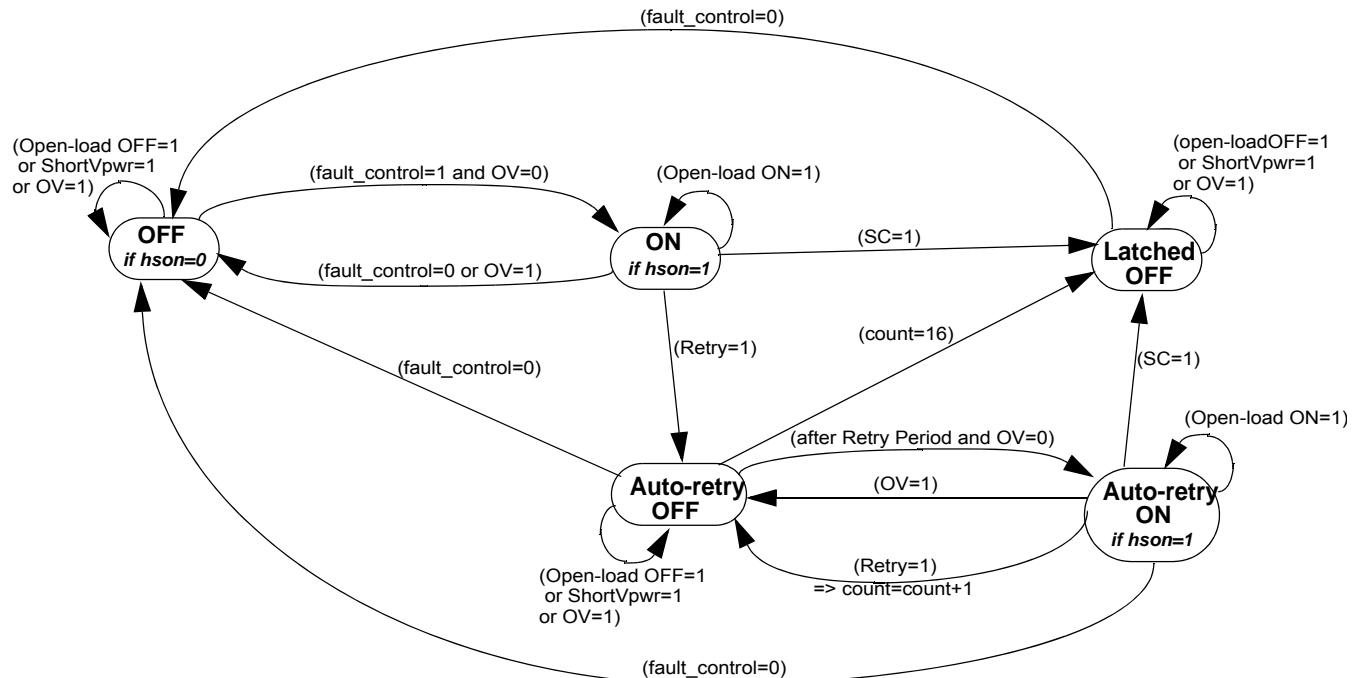 (fault_control=0)
(Open-load OFF=1
or ShortVpwr=1
or OV=1)
(fault_control=1 and OV=0)
(Open-load ON=1)
(open-loadOFF=1
or ShortVpwr=1
or OV=1)
OFF
if hson=0
ON
if hson=1
(SC=1)
Latched
OFF
(fault_control=0 or OV=1)
(count=16)
(Retry=1)
(SC=1)
(fault_control=0)
(Open-load ON=1)
(after Retry Period and OV=0)
Auto-retry
OFF
(OV=1)
Auto-retry
ON
if hson=1
(Open-load OFF=1
or ShortVpwr=1
or OV=1)
(Retry=1)
=> count=count+1
(fault_control=0)